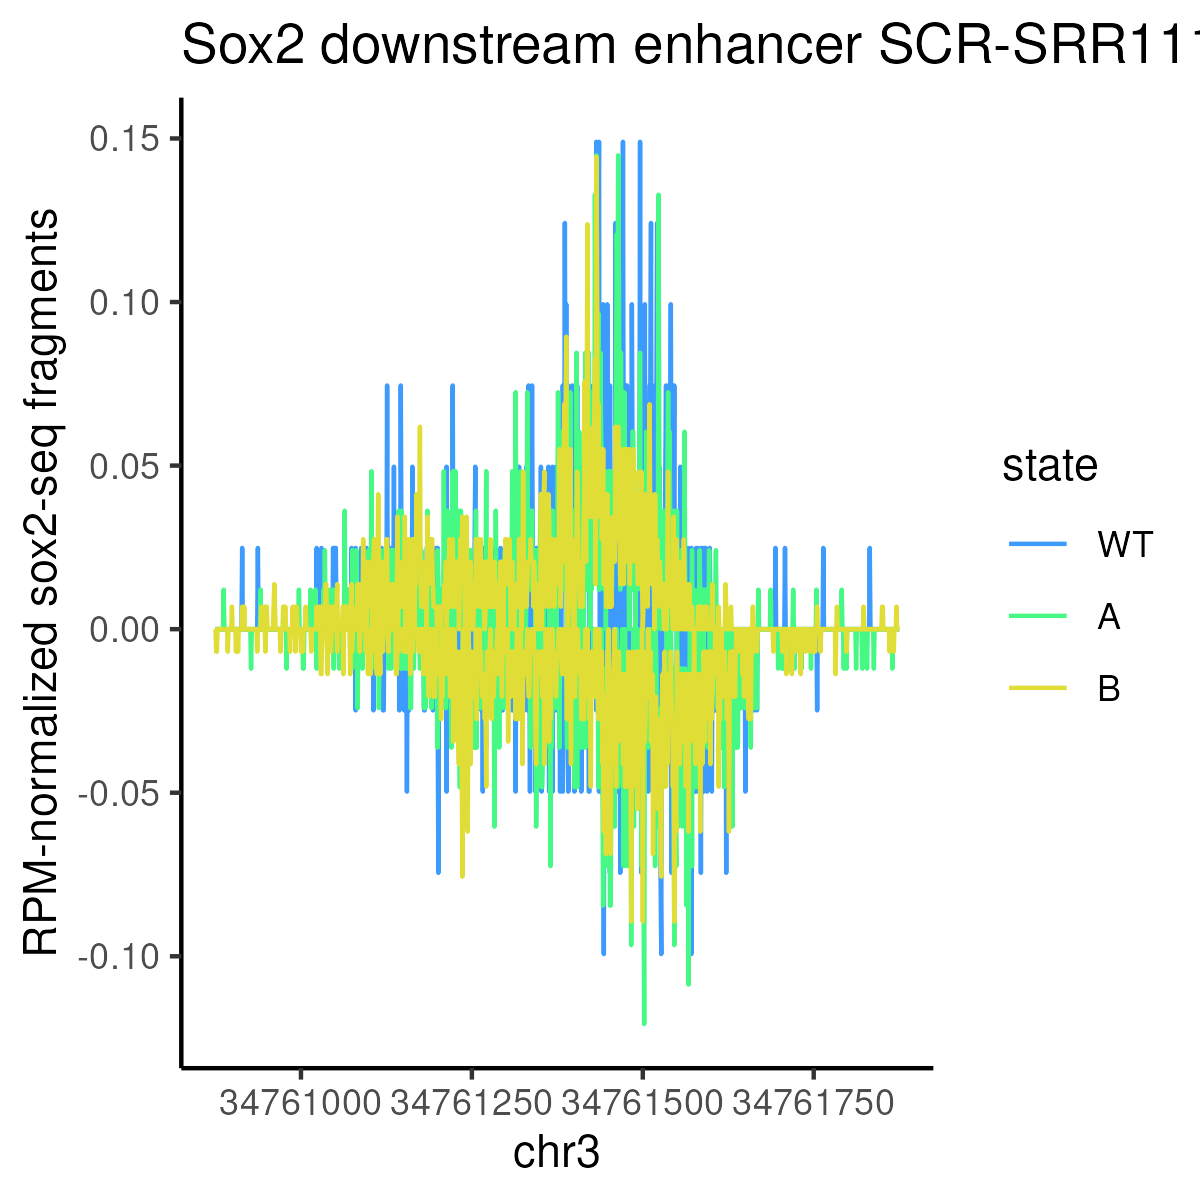 Sox2 downstream enhancer SCR-SRR111
RPM-normalized sox2-seq fragments
0.15
0.10
0.05
0.00
-0.05
-0.10
34761000 34761250 34761500 34761750
chr3
state
WT
A
B